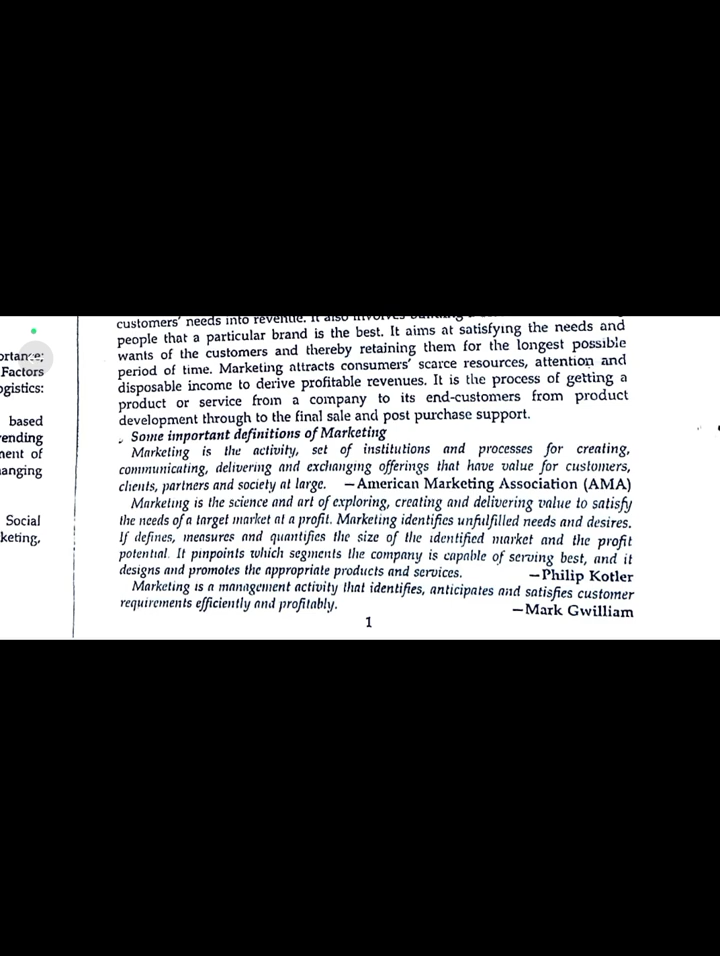 ortance;
Factors
ogistics:
based
ending
nent of
anging
Social
keting,
customers' needs into revenue. It also involves
people that a particular brand is the best. It aims at satisfying the needs and
wants of the customers and thereby retaining them for the longest possible
period of time. Marketing attracts consumers' scarce resources, attention and
disposable income to derive profitable revenues. It is the process of getting a
product or service from a company to its end-customers from product
development through to the final sale and post purchase support.
Some important definitions of Marketing
Marketing is the activity, set of institutions and processes for creating,
communicating, delivering and exchanging offerings that have value for customers,
clients, partners and society at large. —American Marketing Association (AMA)
Marketing is the science and art of exploring, creating and delivering value to satisfy
the needs of a target market at a profit. Marketing identifies unfulfilled needs and desires.
If defines, measures and quantifies the size of the identified market and the profit
potential. It pinpoints which segments the company is capable of serving best, and it
designs and promotes the appropriate products and services. —Philip Kotler
Marketing is a management activity that identifies, anticipates and satisfies customer
requirements efficiently and profitably. —Mark Gwilliam
1